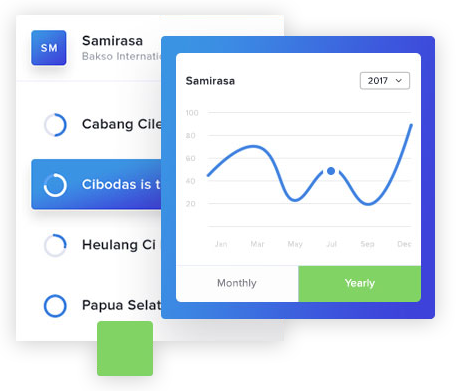 SM
Samirasa
Bakso Internatio
Cabang Cile
Cibodas is t
Heulang Ci
Papua Selat
Samirasa
2017
100
80
60
40
20
Jan Mar May Jul Sep Des
Monthly Yearly